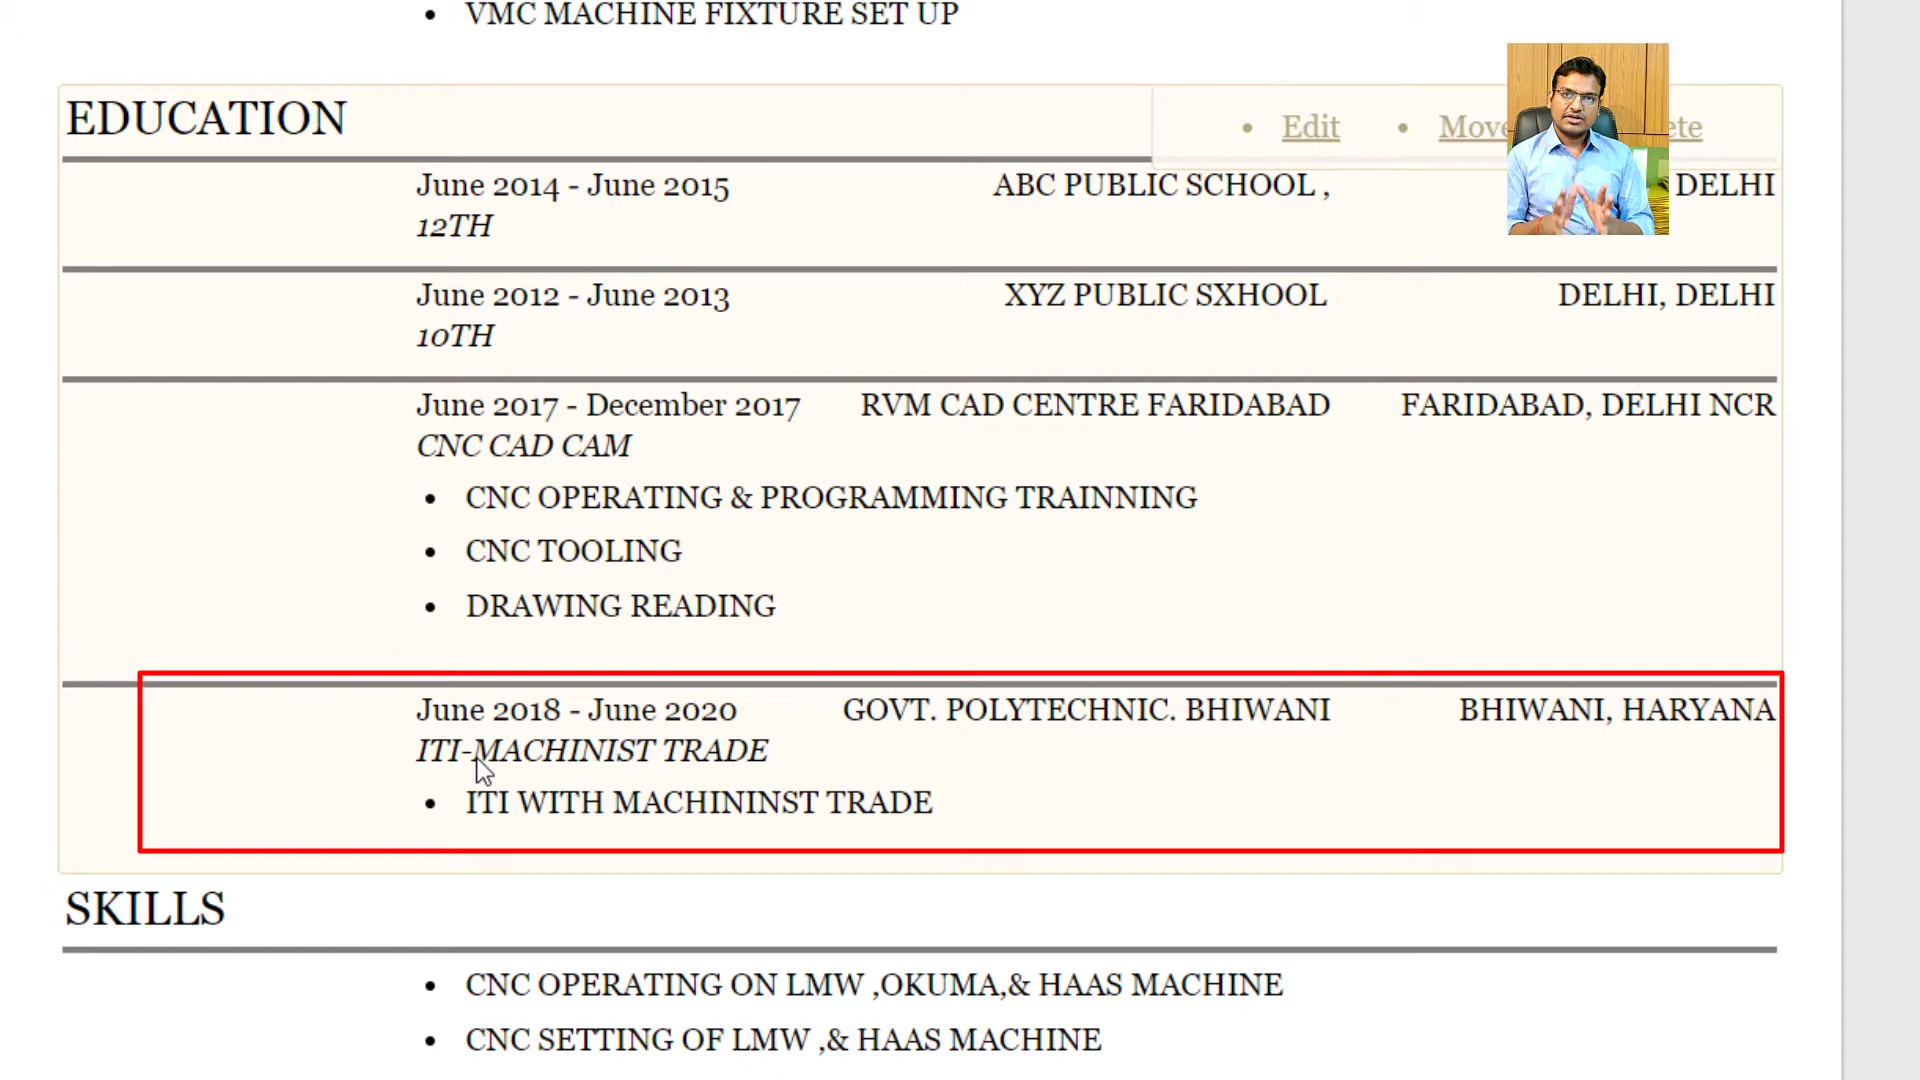 • VMC MACHINE FIXTURE SET UP
EDUCATION
• Edit • Move ete
June 2014 - June 2015 ABC PUBLIC SCHOOL , DELHI
12TH
June 2012 - June 2013 XYZ PUBLIC SXHOOL DELHI, DELHI
10TH
June 2017 - December 2017 RVM CAD CENTRE FARIDABAD FARIDABAD, DELHI NCR
CNC CAD CAM
• CNC OPERATING & PROGRAMMING TRAINNING
• CNC TOOLING
• DRAWING READING
June 2018 - June 2020 GOVT. POLYTECHNIC. BHIWANI BHIWANI, HARYANA
ITI-MACHINIST TRADE
• ITI WITH MACHININST TRADE
SKILLS
• CNC OPERATING ON LMW ,OKUMA,& HAAS MACHINE
• CNC SETTING OF LMW ,& HAAS MACHINE